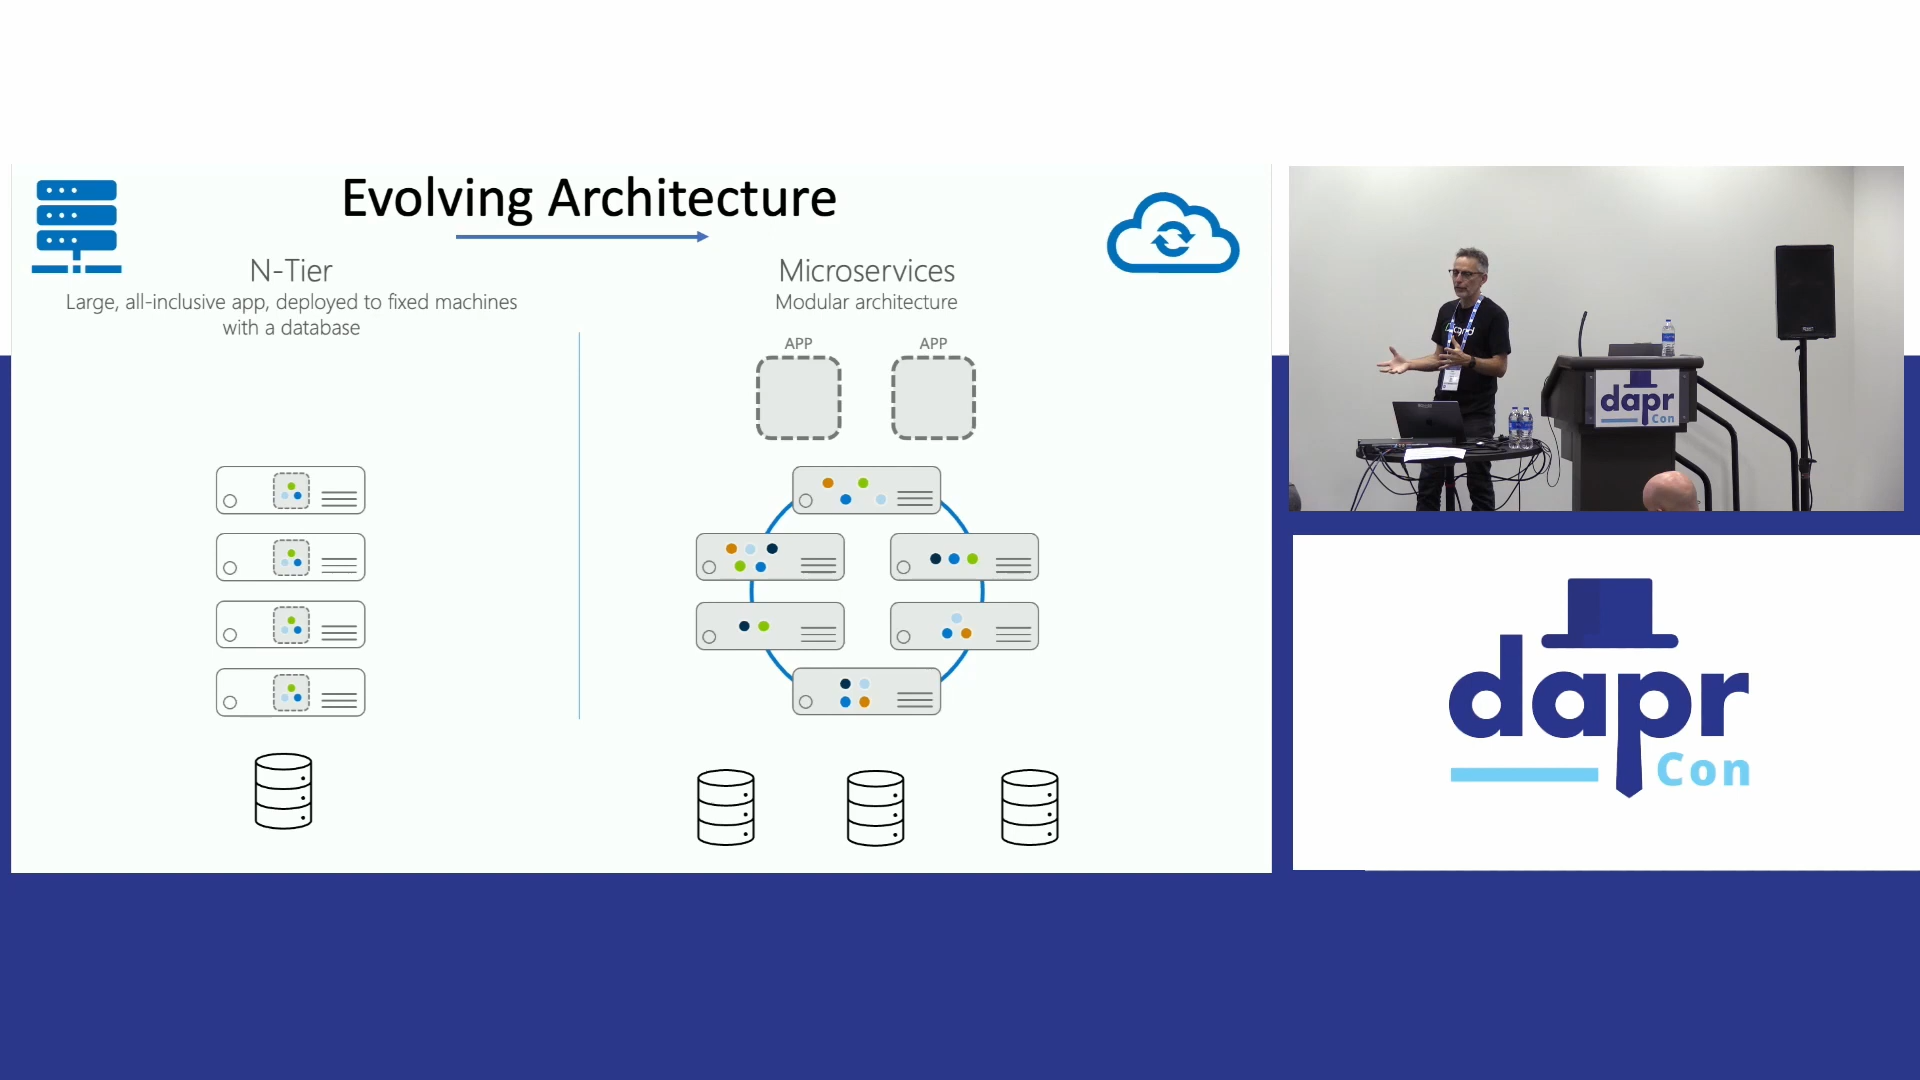 Evolving Architecture
N-Tier
Large, all-inclusive app, deployed to fixed machines
with a database
Microservices
Modular architecture
APP
APP
dapr
Con
dapr
Con